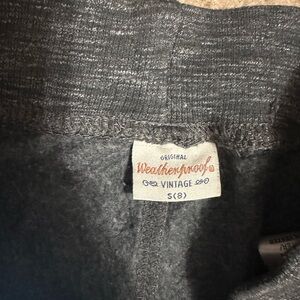 ORIGINAL
Weatherproof®
VINTAGE
S(8)